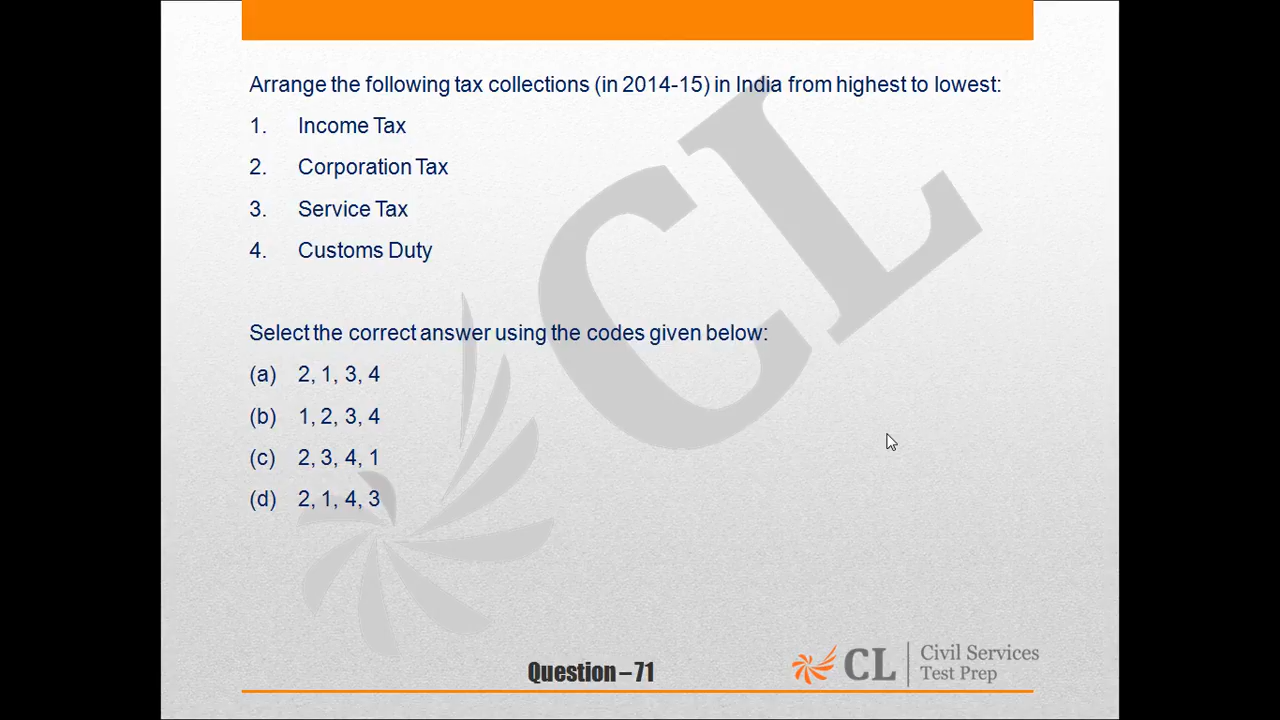 Arrange the following tax collections (in 2014-15) in India from highest to lowest:
1. Income Tax
2. Corporation Tax
3. Service Tax
4. Customs Duty
Select the correct answer using the codes given below:
(a) 2, 1, 3, 4
(b) 1, 2, 3, 4
(c) 2, 3, 4, 1
(d) 2, 1, 4, 3
CL
Question – 71
CL Civil Services
Test Prep